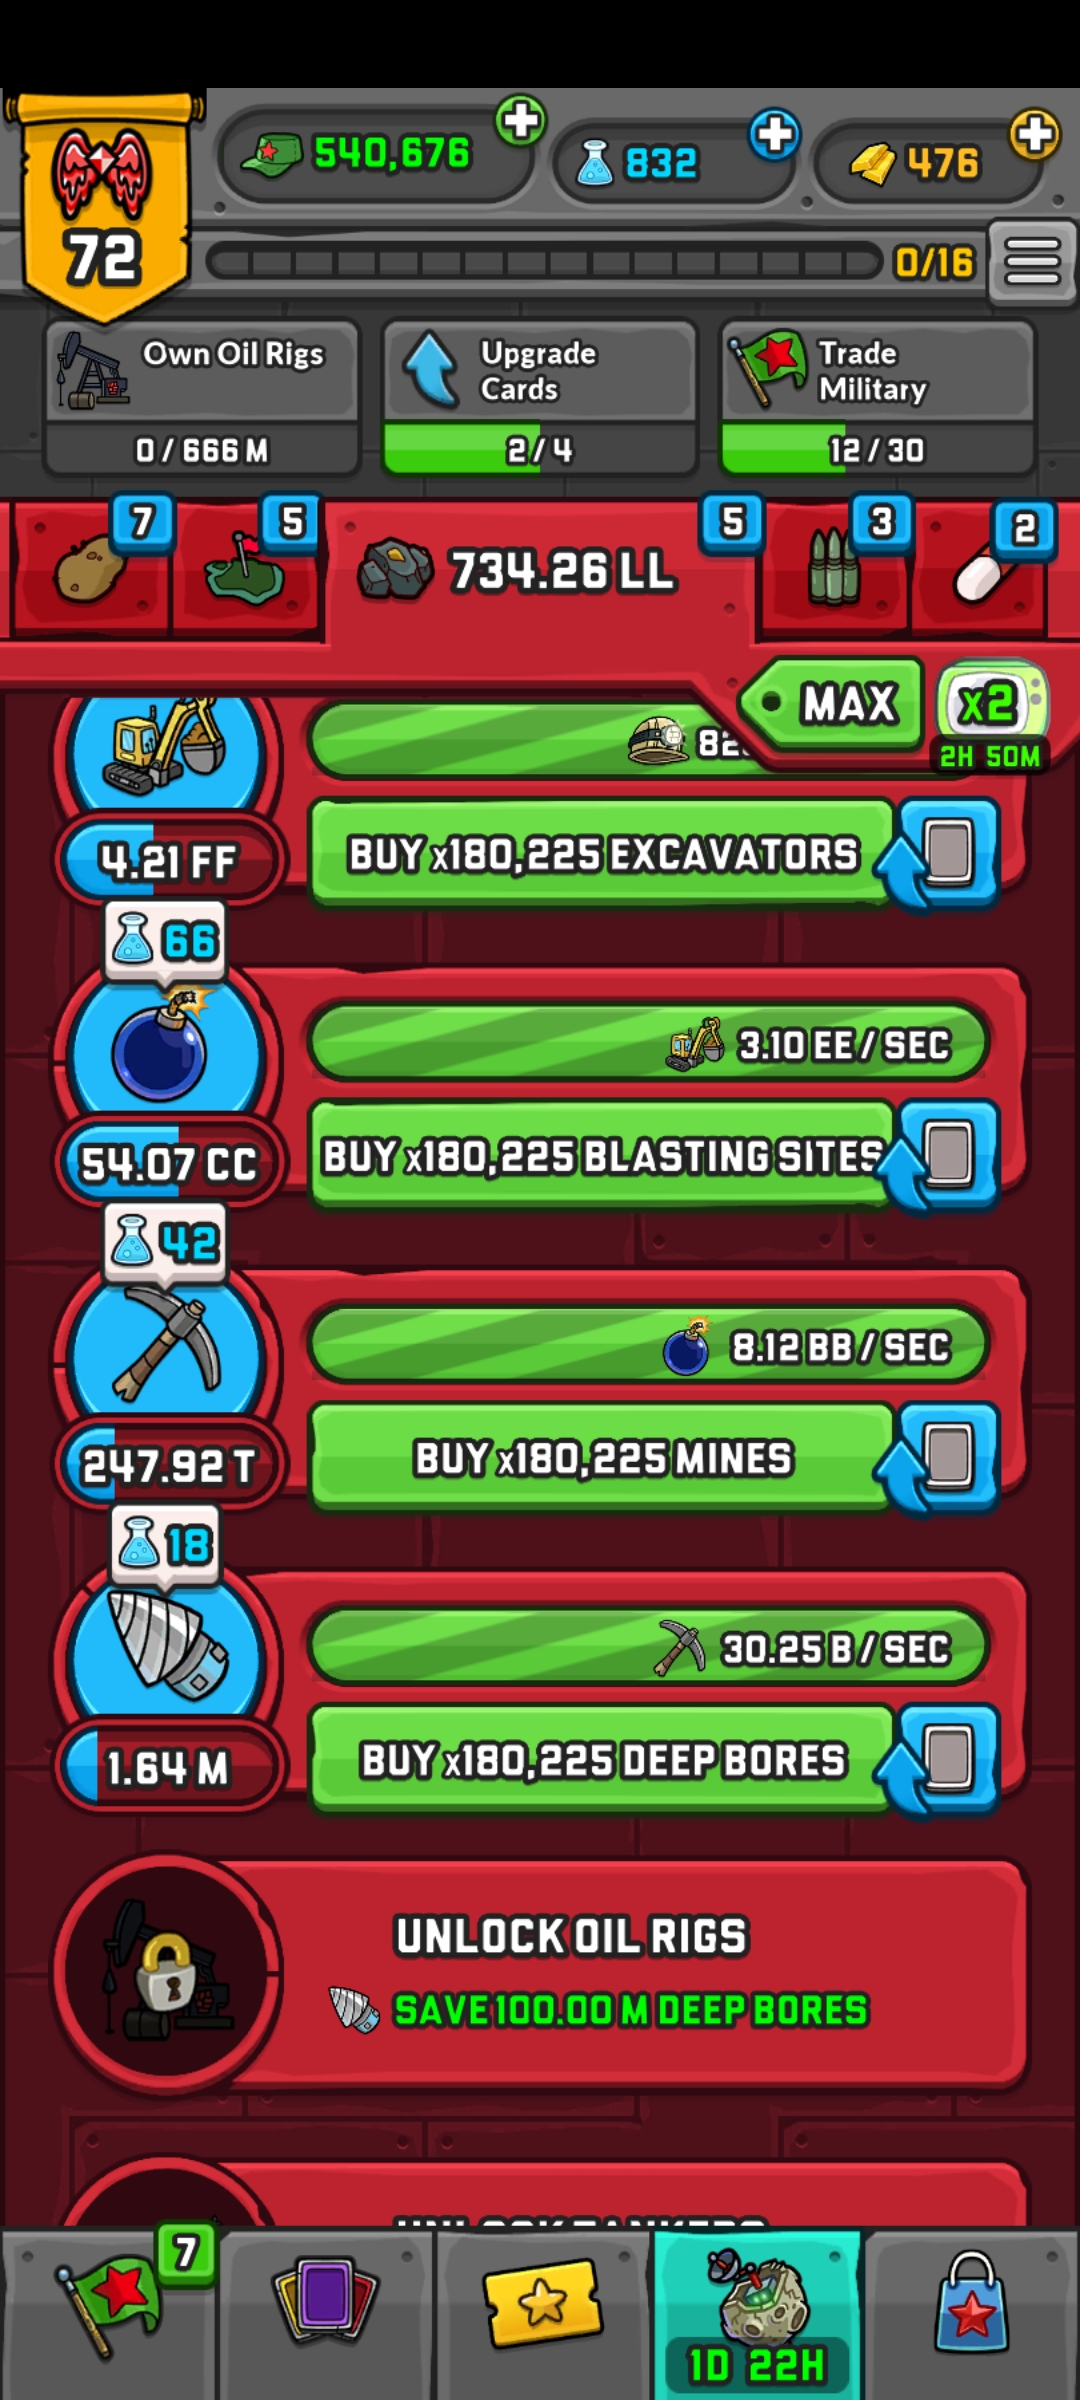 540,676
832
476
72
0/16
Own Oil Rigs
Upgrade
Cards
Trade
Military
0 / 666 M
2 / 4
12 / 30
7
5
734.26 LL
5
3
2
MAX
x2
2H 50M
BUY x180,225 EXCAVATORS
4.21 FF
66
3.10 EE / SEC
BUY x180,225 BLASTING SITES
54.07 CC
42
8.12 BB / SEC
BUY x180,225 MINES
247.92 T
18
30.25 B / SEC
BUY x180,225 DEEP BORES
1.64 M
UNLOCK OIL RIGS
SAVE 100.00 M DEEP BORES
7
1D 22H